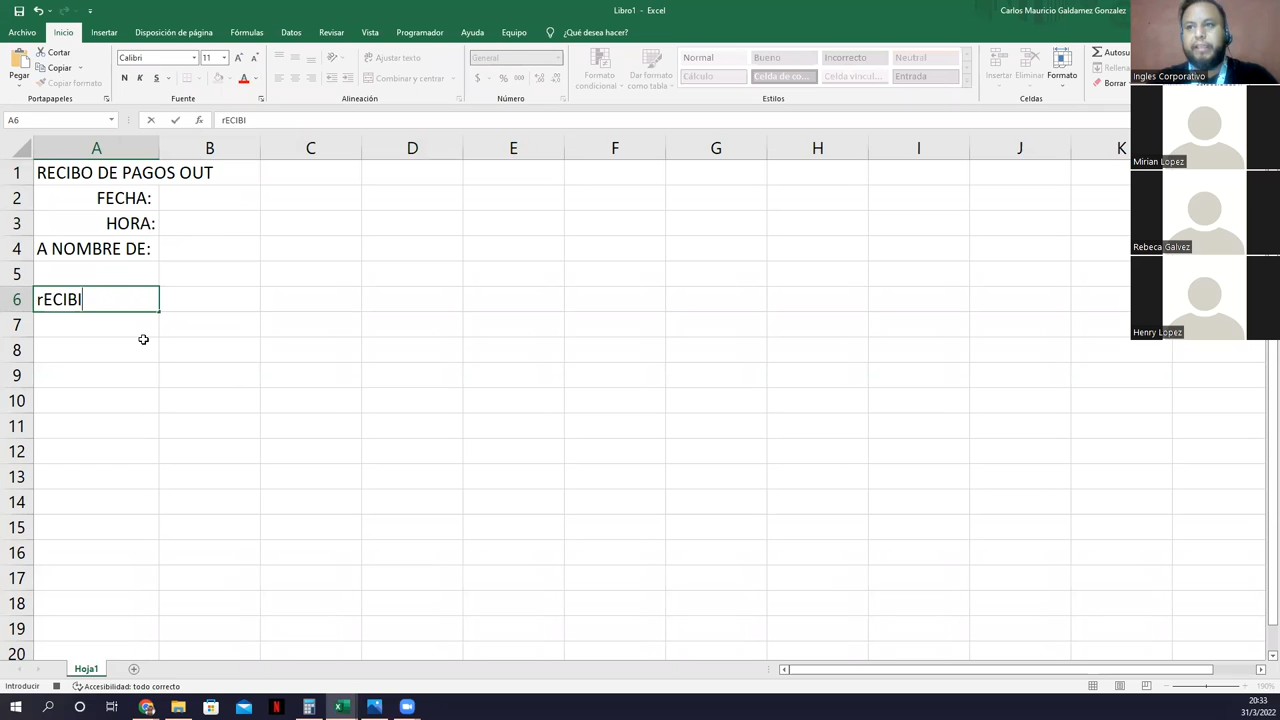 Libro1 - Excel
Carlos Mauricio Galdamez Gonzalez
Archivo Inicio Insertar Disposición de página Fórmulas Datos Revisar Vista Programador Ayuda Equipo ¿Qué desea hacer?
Pegar
Cortar
Copiar
Copiar formato
Portapapeles
Calibri 11
N K S
Fuente
Ajustar texto
Combinar y centrar
Alineación
General
Número
Formato condicional
Dar formato como tabla
Normal Bueno Incorrecto Neutral
Cálculo Celda de co... Celda vincul... Entrada
Estilos
Insertar Eliminar Formato
Celdas
Autosu
Rellena
Borrar
A6 rECIBI
A B C D E F G H I J K
1 RECIBO DE PAGOS OUT
2 FECHA:
3 HORA:
4 A NOMBRE DE:
5
6 rECIBI
7
8
9
10
11
12
13
14
15
16
17
18
19
20
Ingles Corporativo
Mirian Lopez
Rebeca Galvez
Henry Lopez
Hoja1
Introducir Accesibilidad: todo correcto 190%
20:33
31/3/2022